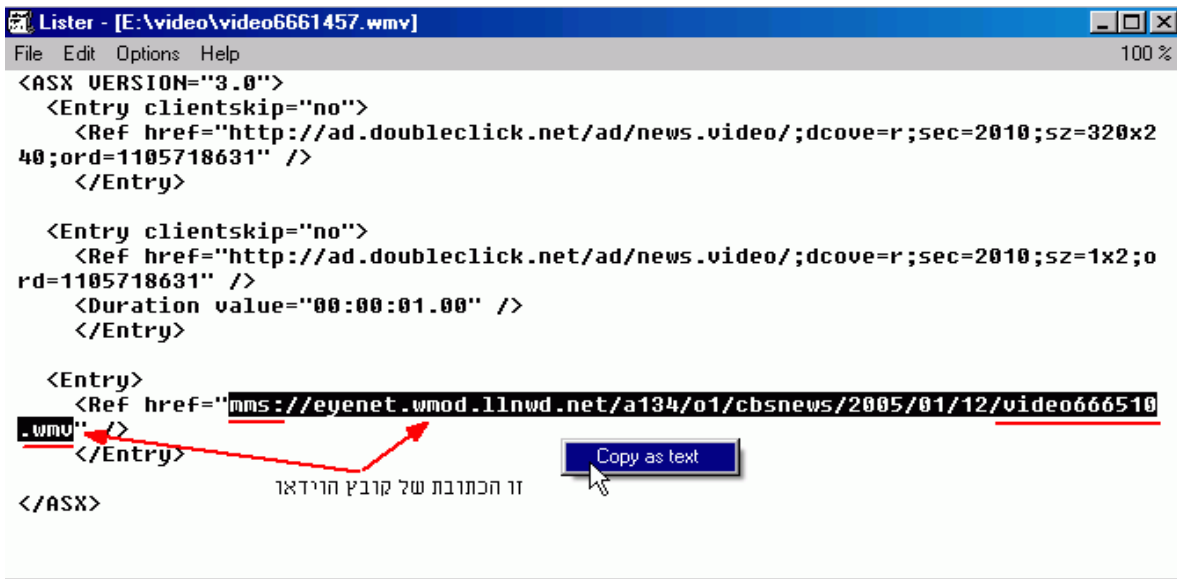 Lister - [E:\video\video6661457.wmv]
File Edit Options Help 100 %
<ASX VERSION="3.0">
<Entry clientskip="no">
<Ref href="http://ad.doubleclick.net/ad/news.video/;dcove=r;sec=2010;sz=320x2
40;ord=1105718631" />
</Entry>
<Entry clientskip="no">
<Ref href="http://ad.doubleclick.net/ad/news.video/;dcove=r;sec=2010;sz=1x2;o
rd=1105718631" />
<Duration value="00:00:01.00" />
</Entry>
<Entry>
<Ref href="mms://eyenet.wmod.llnwd.net/a134/o1/cbsnews/2005/01/12/video666510
.wmv" />
</Entry>
Copy as text
זו הכתובת של קובץ הוידאו
</ASX>